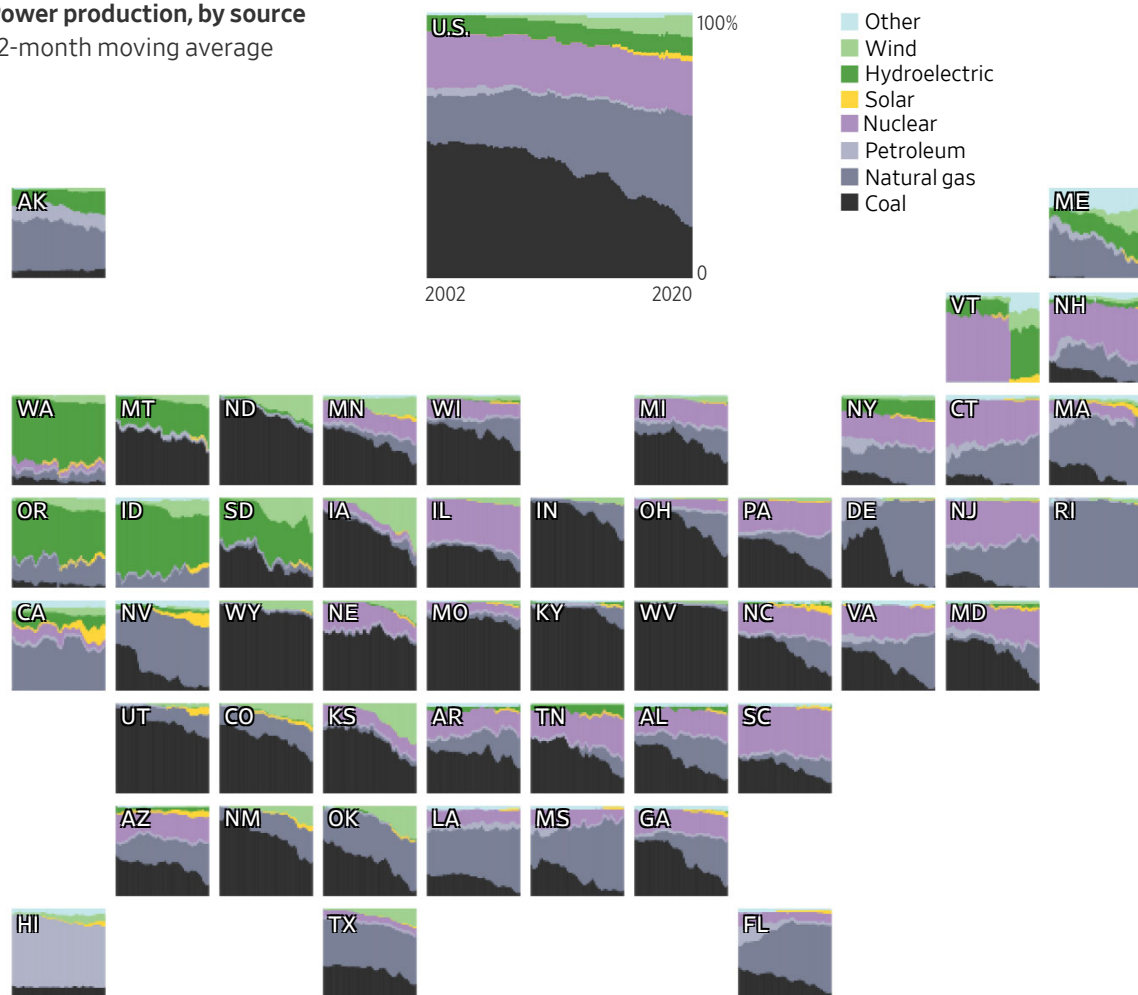 rower production, by source
2-month moving average
U.S.
100%
0
2002
2020
Other
Wind
Hydroelectric
Solar
Nuclear
Petroleum
Natural gas
Coal
AK
ME
VT
NH
WA
MT
ND
MN
WI
MI
NY
CT
MA
OR
ID
SD
IA
IL
IN
OH
PA
DE
NJ
RI
CA
NV
WY
NE
MO
KY
WV
NC
VA
MD
UT
CO
KS
AR
TN
AL
SC
AZ
NM
OK
LA
MS
GA
HI
TX
FL